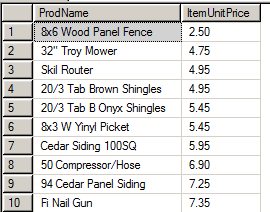 ProdName ItemUnitPrice
1 8x6 Wood Panel Fence 2.50
2 32" Troy Mower 4.75
3 Skil Router 4.95
4 20/3 Tab Brown Shingles 4.95
5 20/3 Tab B Onyx Shingles 5.45
6 8x3 W Yinyl Picket 5.45
7 Cedar Siding 100SQ 5.95
8 50 Compressor/Hose 6.90
9 94 Cedar Panel Siding 7.25
10 Fi Nail Gun 7.35